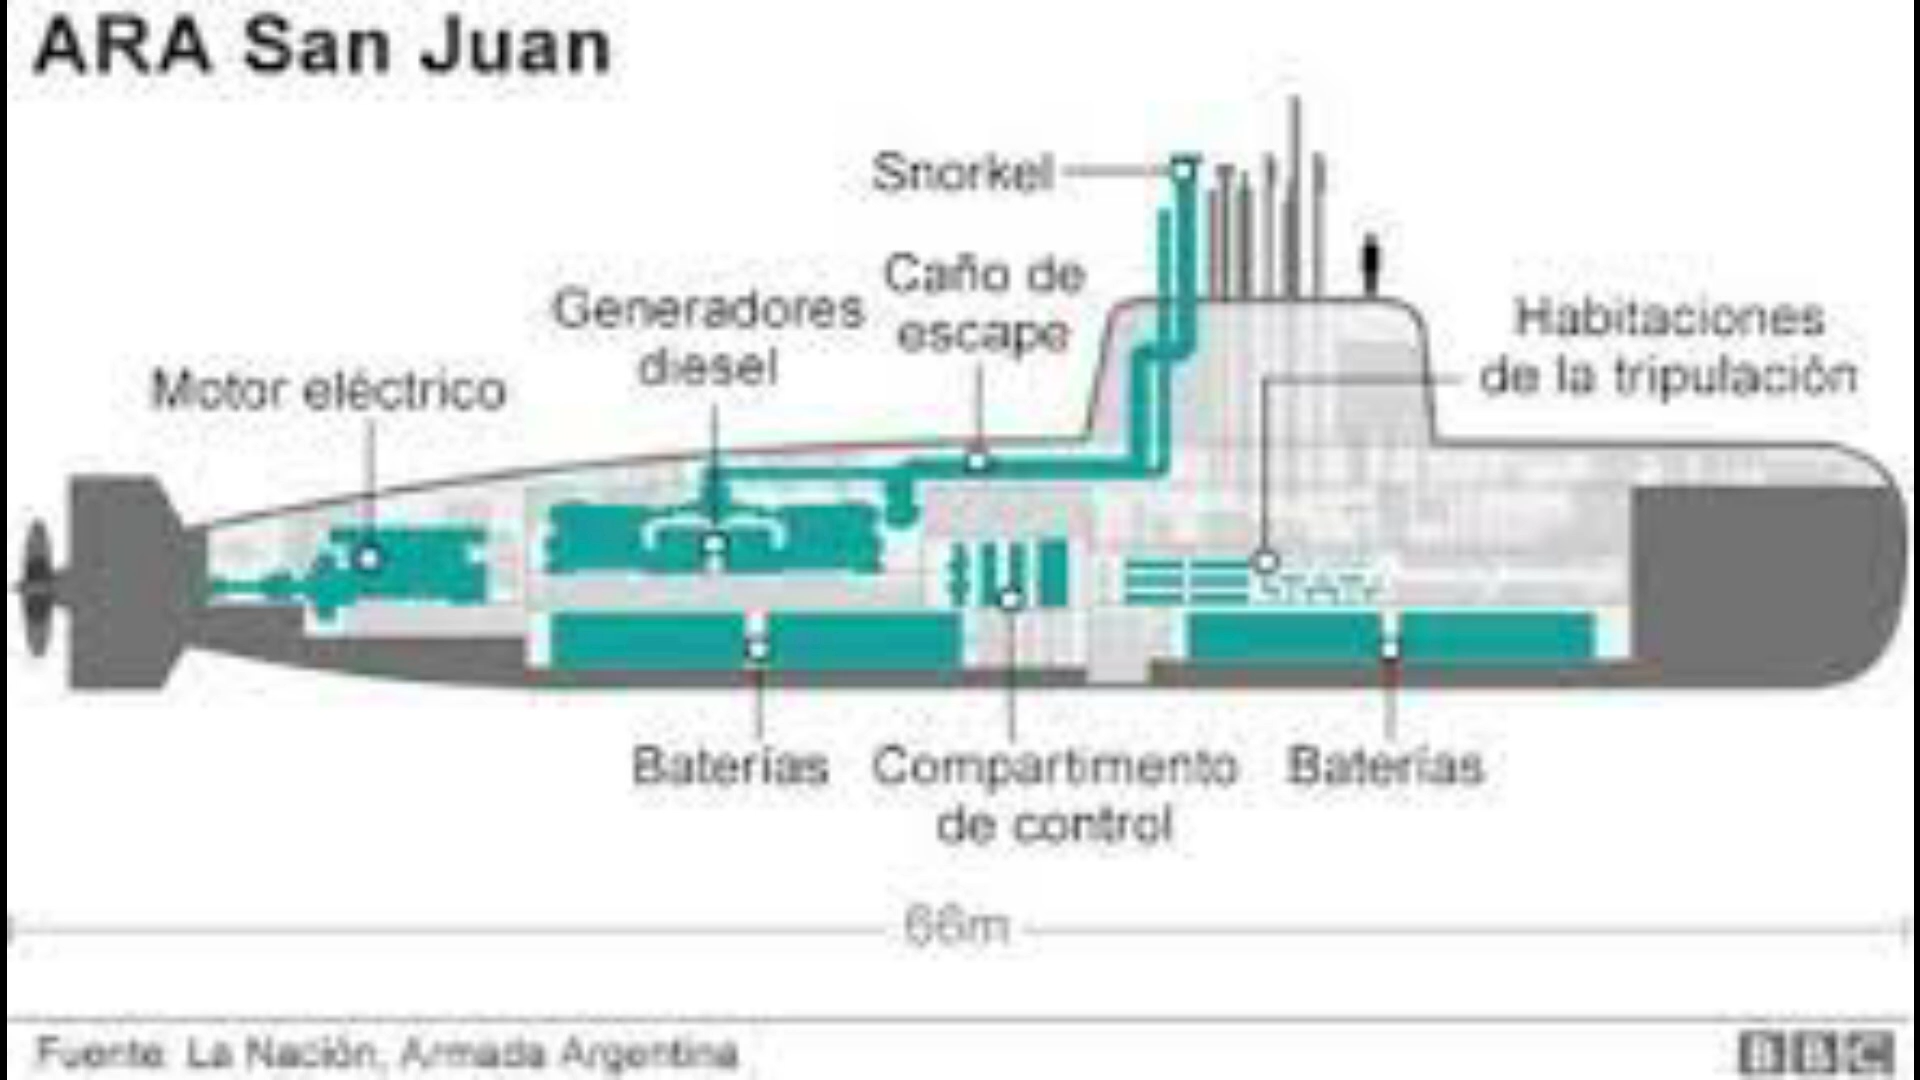 ARA San Juan
Snorkel
Caño de
escape
Generadores
diesel
Habitaciones
de la tripulación
Motor eléctrico
Baterías
Compartimento
de control
Baterías
66m
Fuente: La Nación, Armada Argentina
BBC